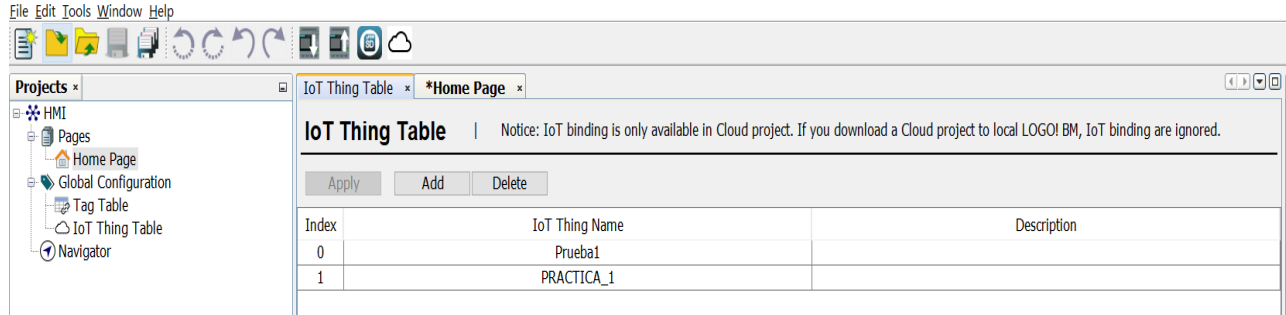 File Edit Tools Window Help
SD
Projects ×
HMI
Pages
Home Page
Global Configuration
Tag Table
IoT Thing Table
Navigator
IoT Thing Table × *Home Page ×
IoT Thing Table | Notice: IoT binding is only available in Cloud project. If you download a Cloud project to local LOGO! BM, IoT binding are ignored.
Apply Add Delete
Index IoT Thing Name Description
0 Prueba1
1 PRACTICA_1